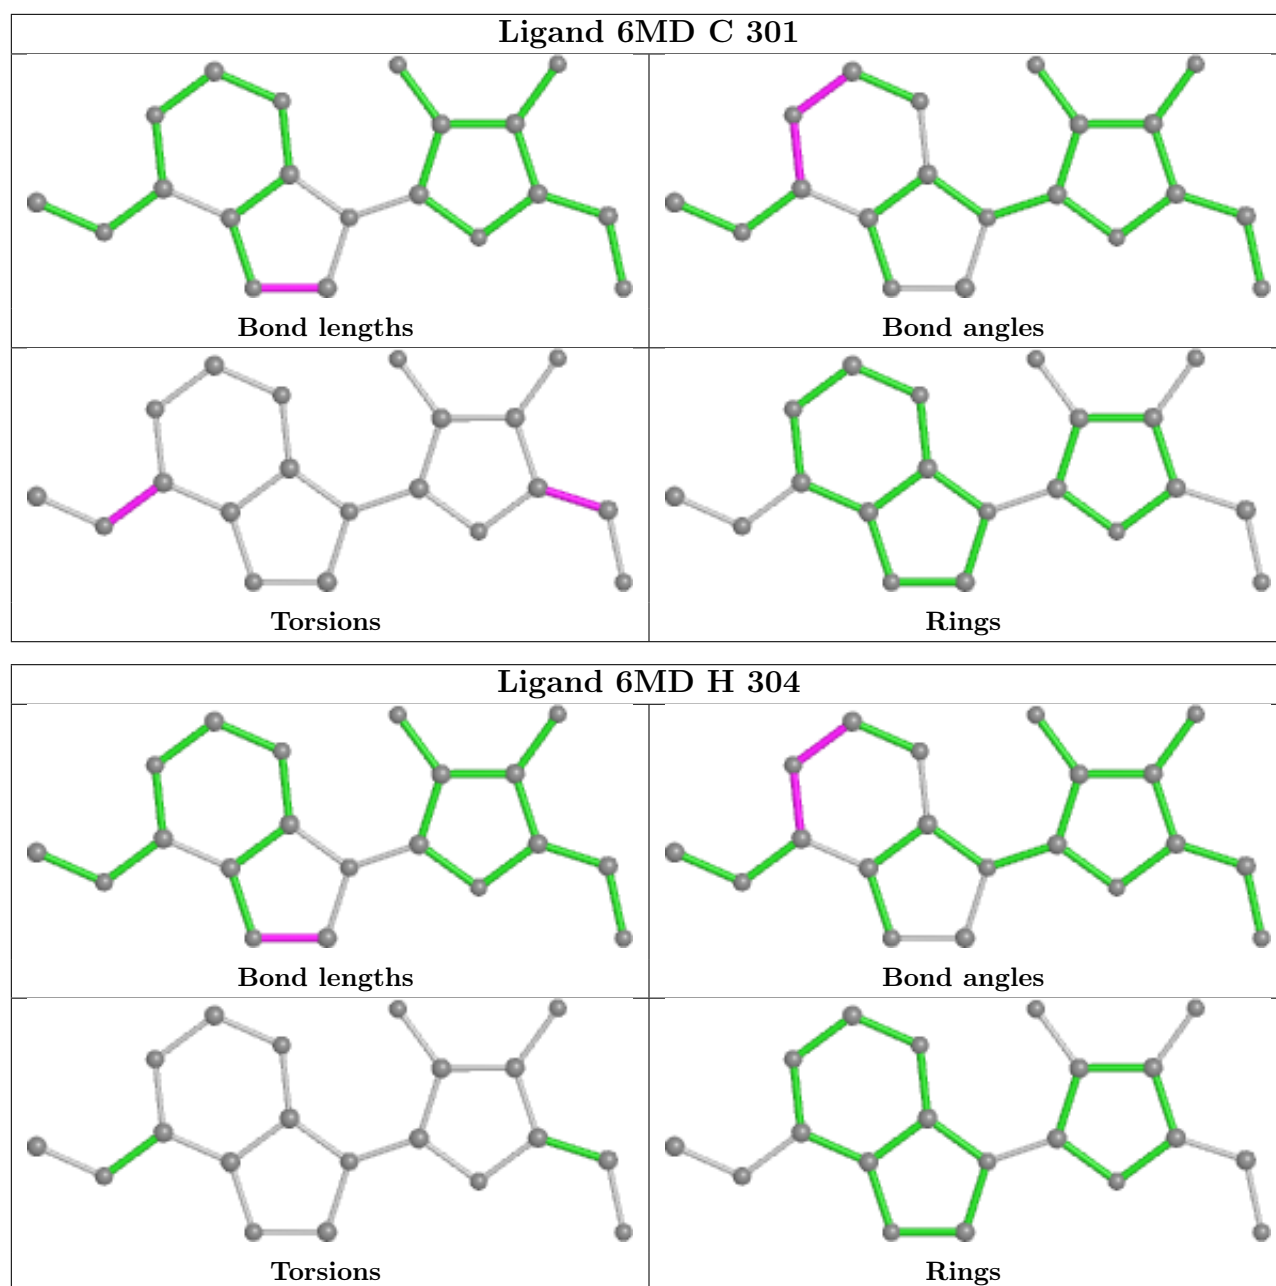 Ligand 6MD C 301
Bond lengths
Bond angles
Torsions
Rings
Ligand 6MD H 304
Bond lengths
Bond angles
Torsions
Rings